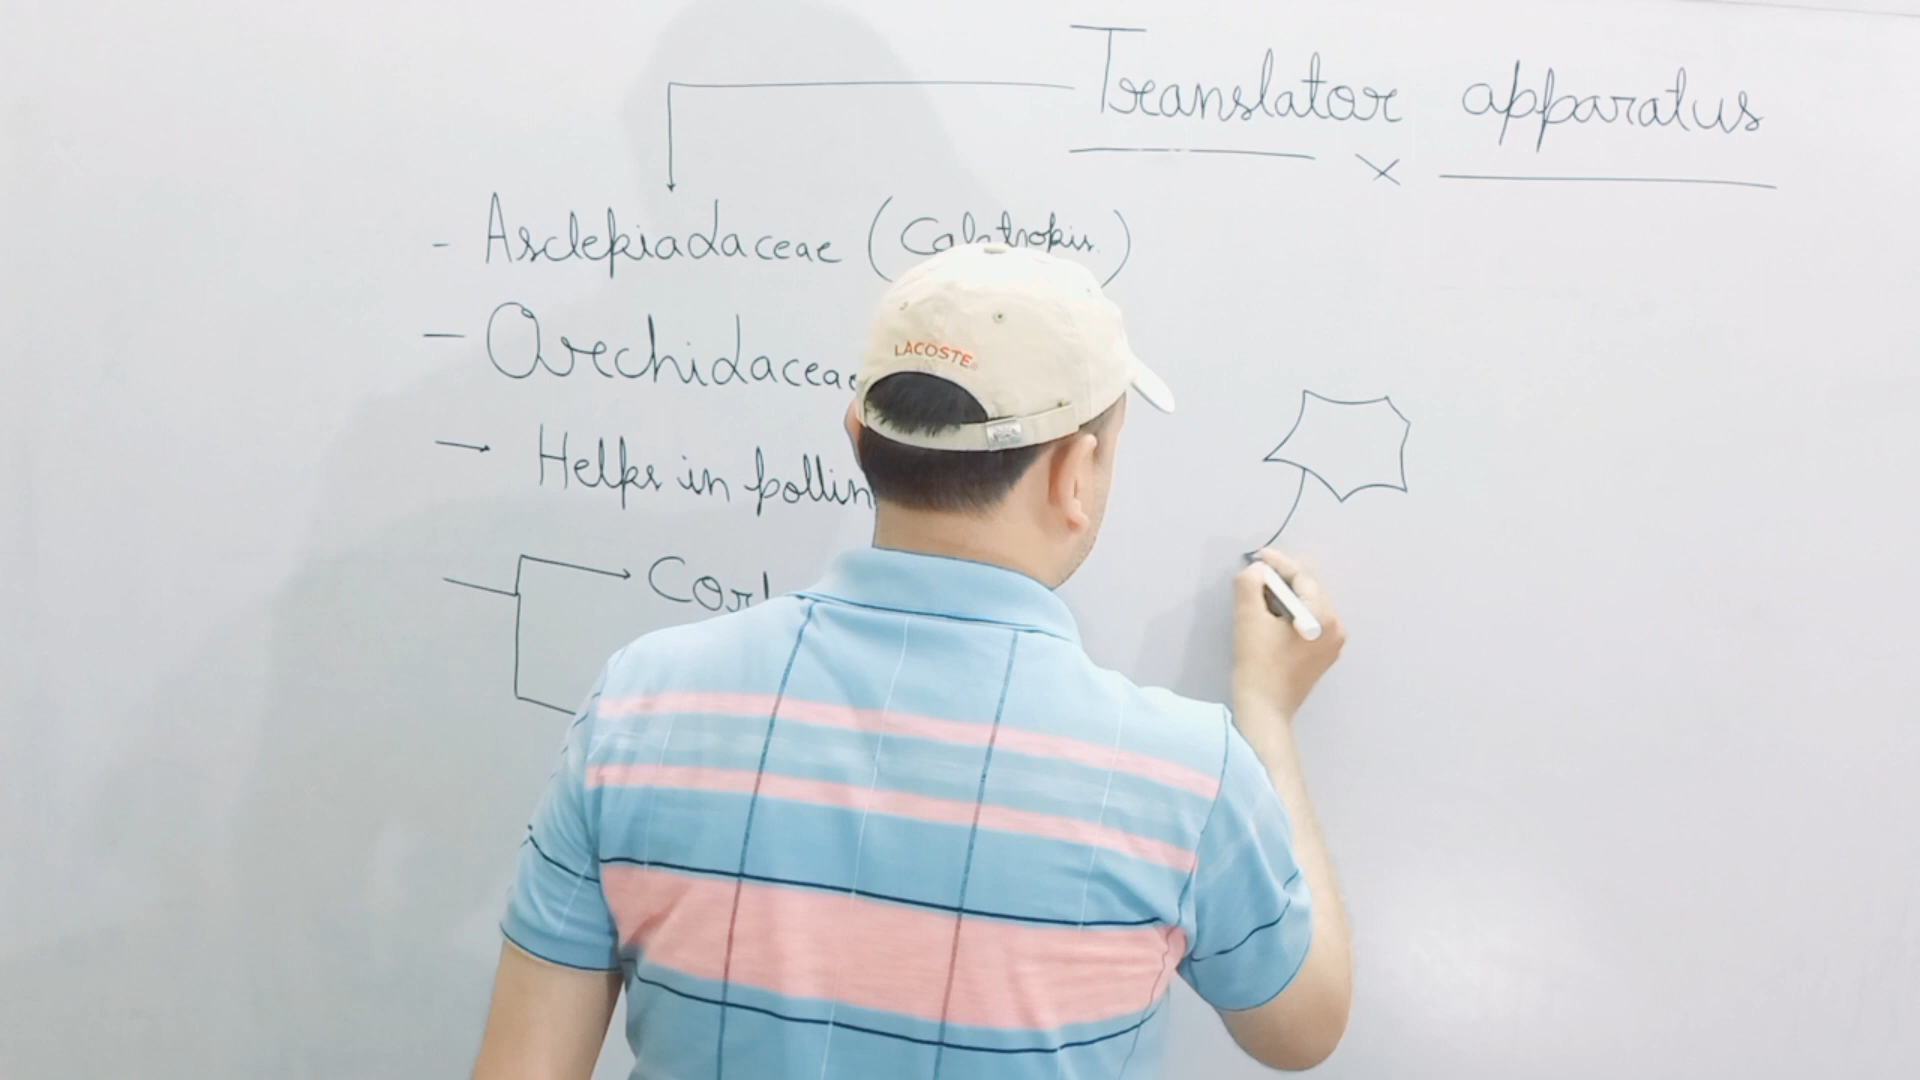 Translator apparatus
- Asclepiadaceae (Calotropis.)
- Orchidaceae
→ Helps in pollin
Cor
LACOSTE